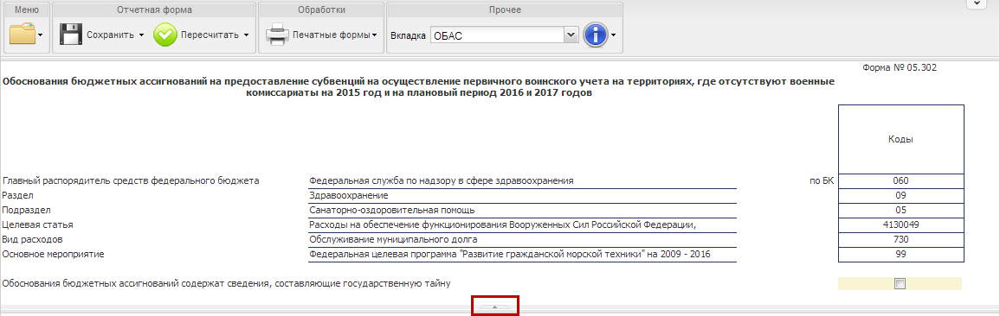 Меню
Отчетная форма
Обработки
Прочее
Сохранить
Пересчитать
Печатные формы
Вкладка ОБАС
Форма № 05.302
Обоснования бюджетных ассигнований на предоставление субвенций на осуществление первичного воинского учета на территориях, где отсутствуют военные
комиссариаты на 2015 год и на плановый период 2016 и 2017 годов
Коды
Главный распорядитель средств федерального бюджета Федеральная служба по надзору в сфере здравоохранения по БК 060
Раздел Здравоохранение 09
Подраздел Санаторно-оздоровительная помощь 05
Целевая статья Расходы на обеспечение функционирования Вооруженных Сил Российской Федерации, 4130049
Вид расходов Обслуживание муниципального долга 730
Основное мероприятие Федеральная целевая программа "Развитие гражданской морской техники" на 2009 - 2016 99
Обоснования бюджетных ассигнований содержат сведения, составляющие государственную тайну